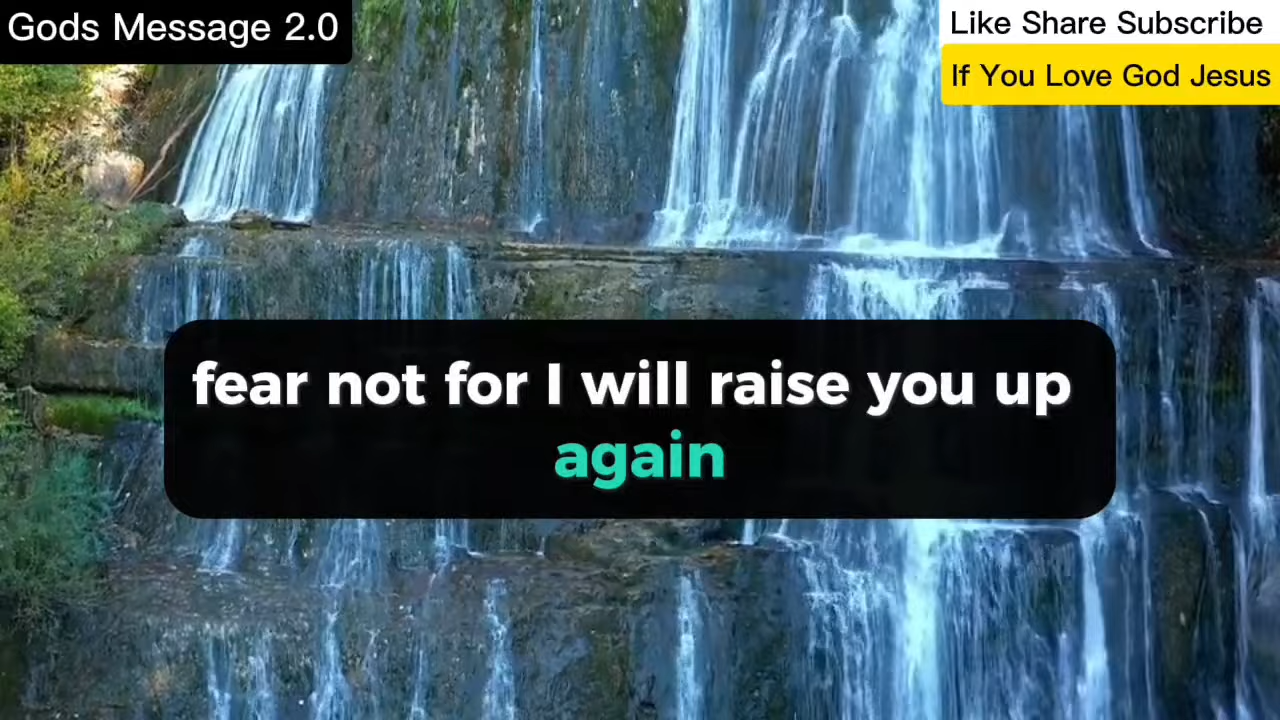 Gods Message 2.0
Like Share Subscribe
If You Love God Jesus
fear not for I will raise you up
again